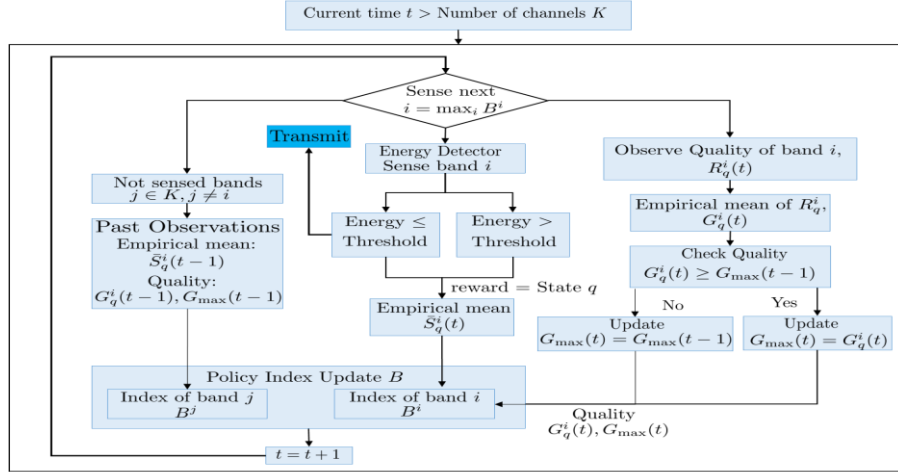 Current time t > Number of channels K
Sense next
i = max_i B^i
Transmit
Energy Detector
Sense band i
Observe Quality of band i,
R_q^i(t)
Not sensed bands
j ∈ K, j ≠ i
Past Observations
Empirical mean:
S̄_q^i(t−1)
Quality:
G_q^i(t−1), G_max(t−1)
Energy ≤
Threshold
Energy >
Threshold
Empirical mean of R_q^i,
G_q^i(t)
Check Quality
G_q^i(t) ≥ G_max(t−1)
reward = State q
Empirical mean
S̄_q^i(t)
No
Yes
Update
G_max(t) = G_max(t−1)
Update
G_max(t) = G_q^i(t)
Policy Index Update B
Index of band j
B^j
Index of band i
B^i
Quality
G_q^i(t), G_max(t)
t = t + 1